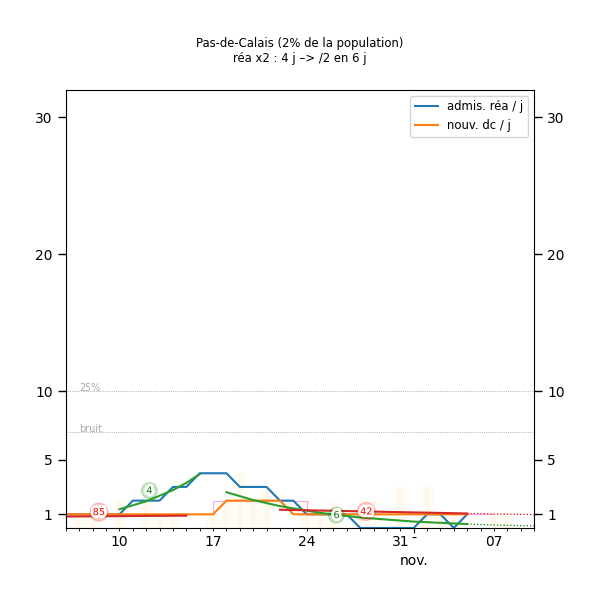 Pas-de-Calais (2% de la population)
réa x2 : 4 j –> /2 en 6 j
admis. réa / j
nouv. dc / j
30 30
20 20
25%
10 10
bruit
5 5
4
85 6 42
1 1
10 17 24 31 07
nov.